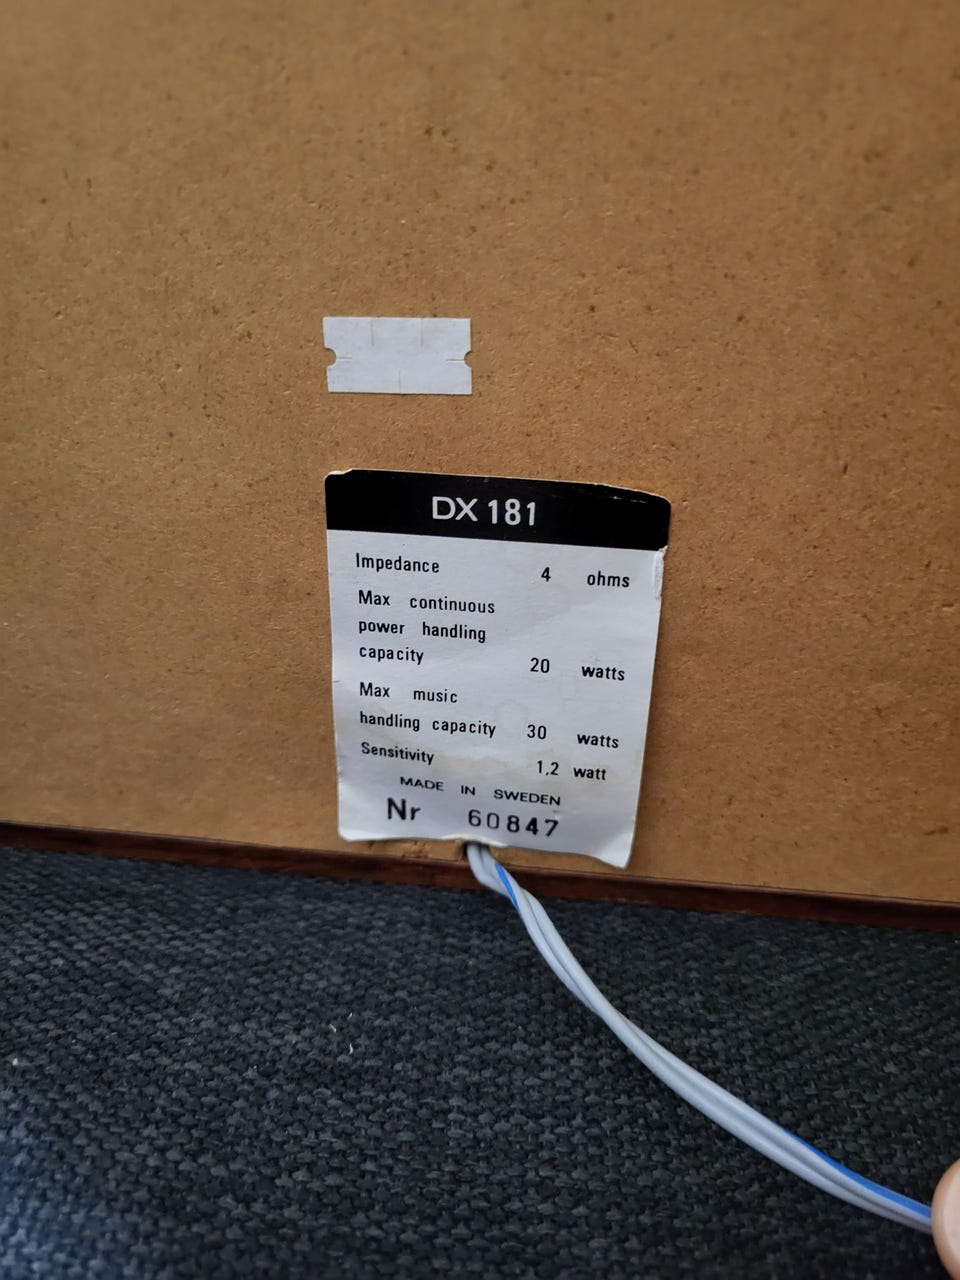 DX 181
Impedance 4 ohms
Max continuous
power handling
capacity 20 watts
Max music
handling capacity 30 watts
Sensitivity 1,2 watt
MADE IN SWEDEN
Nr 60847